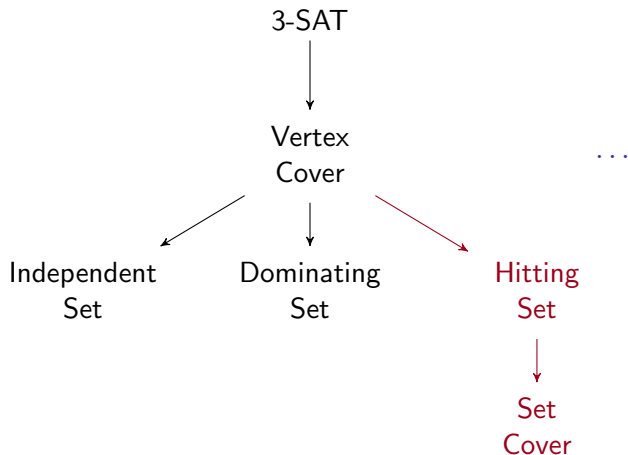 3-SAT
Vertex
Cover
. . .
Independent
Set
Dominating
Set
Hitting
Set
Set
Cover